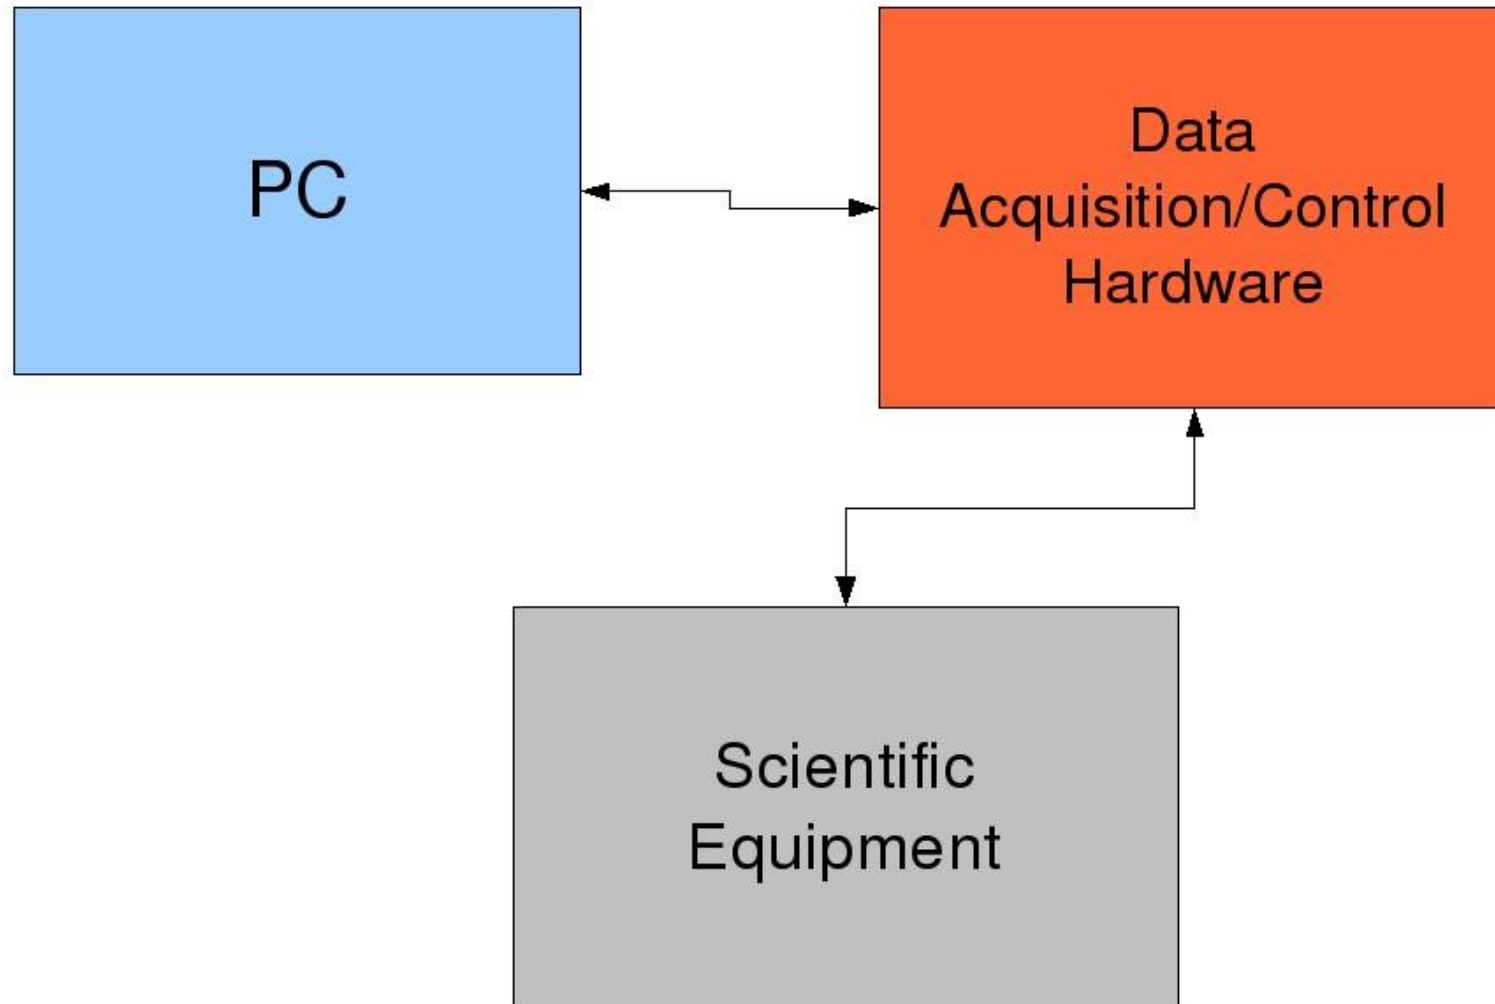 PC
Data
Acquisition/Control
Hardware
Scientific
Equipment